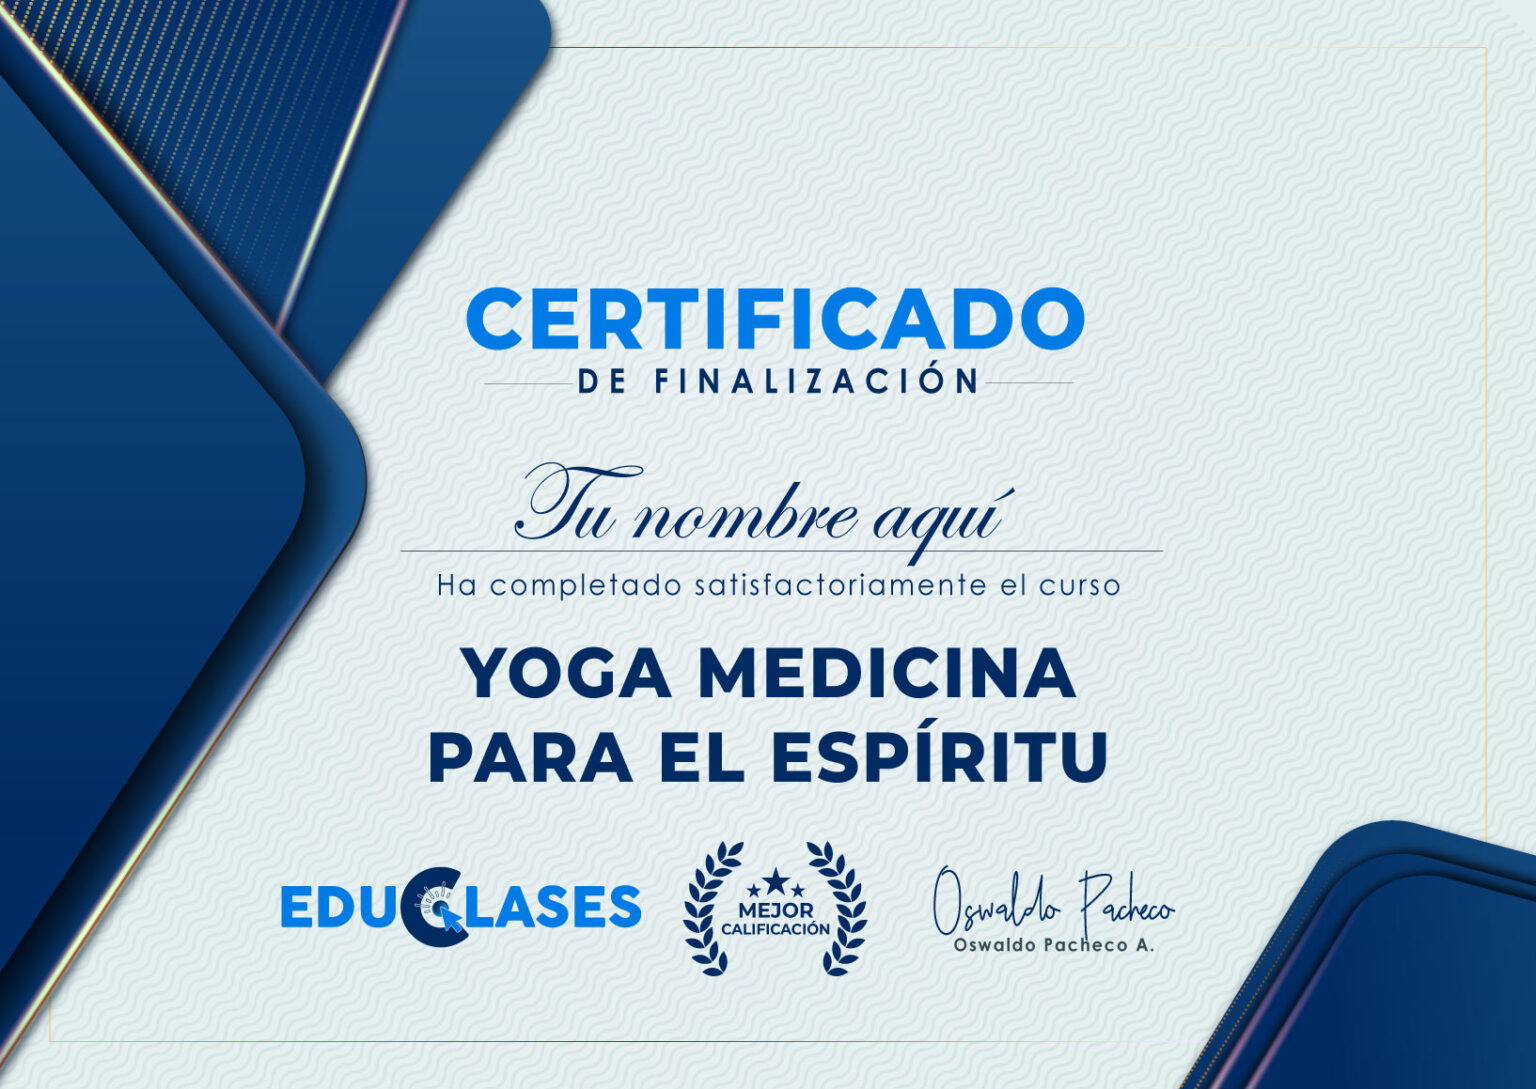 CERTIFICADO
DE FINALIZACIÓN
Tu nombre aquí
Ha completado satisfactoriamente el curso
YOGA MEDICINA
PARA EL ESPÍRITU
EDUCLASES
MEJOR
CALIFICACIÓN
Oswaldo Pacheco
Oswaldo Pacheco A.